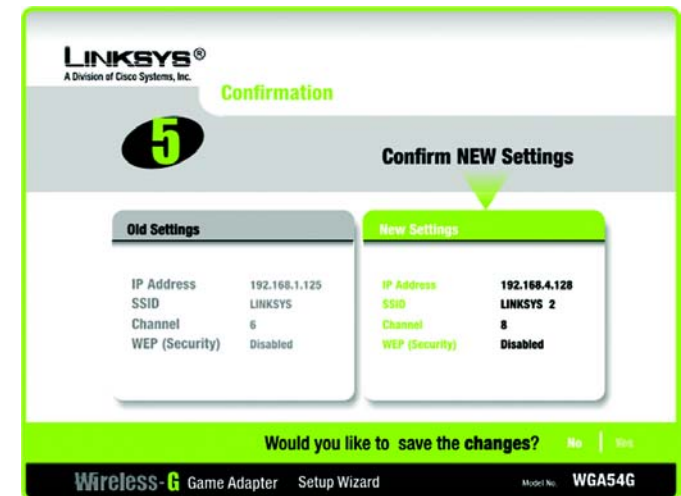 LINKSYS®
A Division of Cisco Systems, Inc.
Confirmation
5
Confirm NEW Settings
Old Settings
IP Address 192.168.1.125
SSID LINKSYS
Channel 6
WEP (Security) Disabled
New Settings
IP Address 192.168.4.128
SSID LINKSYS 2
Channel 8
WEP (Security) Disabled
Would you like to save the changes? No | Yes
Wireless-G Game Adapter Setup Wizard Model No. WGA54G